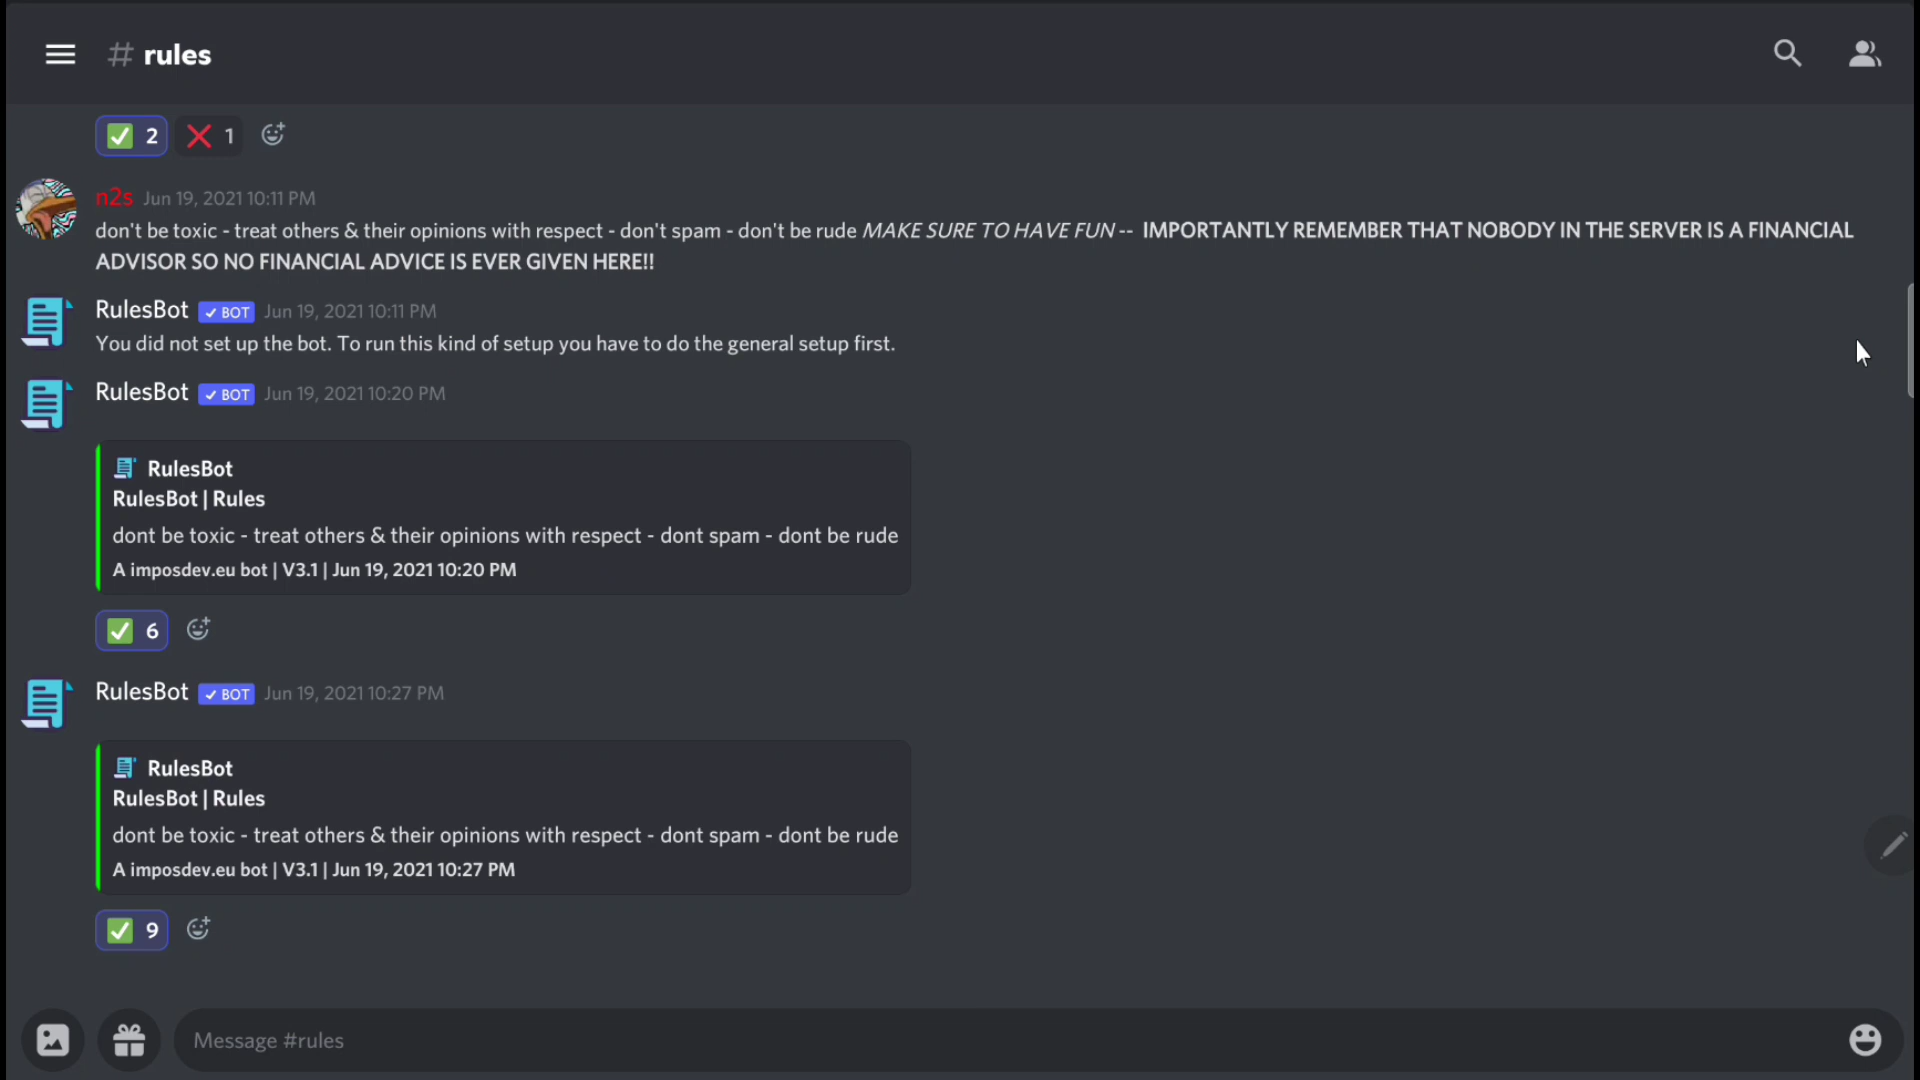 # rules
2 1
n2s Jun 19, 2021 10:11 PM
don't be toxic - treat others & their opinions with respect - don't spam - don't be rude MAKE SURE TO HAVE FUN -- IMPORTANTLY REMEMBER THAT NOBODY IN THE SERVER IS A FINANCIAL
ADVISOR SO NO FINANCIAL ADVICE IS EVER GIVEN HERE!!
RulesBot ✓ BOT Jun 19, 2021 10:11 PM
You did not set up the bot. To run this kind of setup you have to do the general setup first.
RulesBot ✓ BOT Jun 19, 2021 10:20 PM
RulesBot
RulesBot | Rules
dont be toxic - treat others & their opinions with respect - dont spam - dont be rude
A imposdev.eu bot | V3.1 | Jun 19, 2021 10:20 PM
6
RulesBot ✓ BOT Jun 19, 2021 10:27 PM
RulesBot
RulesBot | Rules
dont be toxic - treat others & their opinions with respect - dont spam - dont be rude
A imposdev.eu bot | V3.1 | Jun 19, 2021 10:27 PM
9
Message #rules